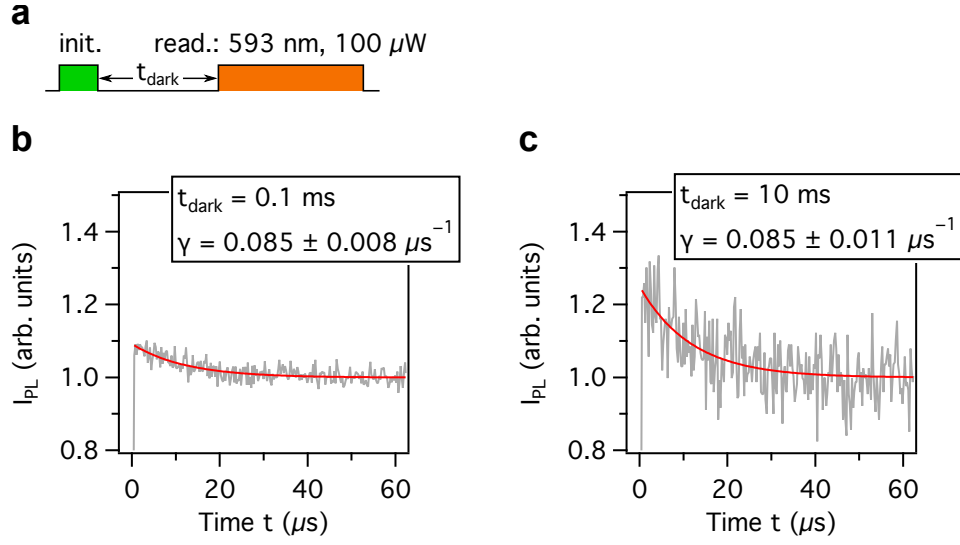 a
init. read.: 593 nm, 100 µW
t_dark
b
t_dark = 0.1 ms
γ = 0.085 ± 0.008 µs⁻¹
1.4
1.2
1.0
0.8
I_PL (arb. units)
0 20 40 60
Time t (µs)
c
t_dark = 10 ms
γ = 0.085 ± 0.011 µs⁻¹
1.4
1.2
1.0
0.8
I_PL (arb. units)
0 20 40 60
Time t (µs)